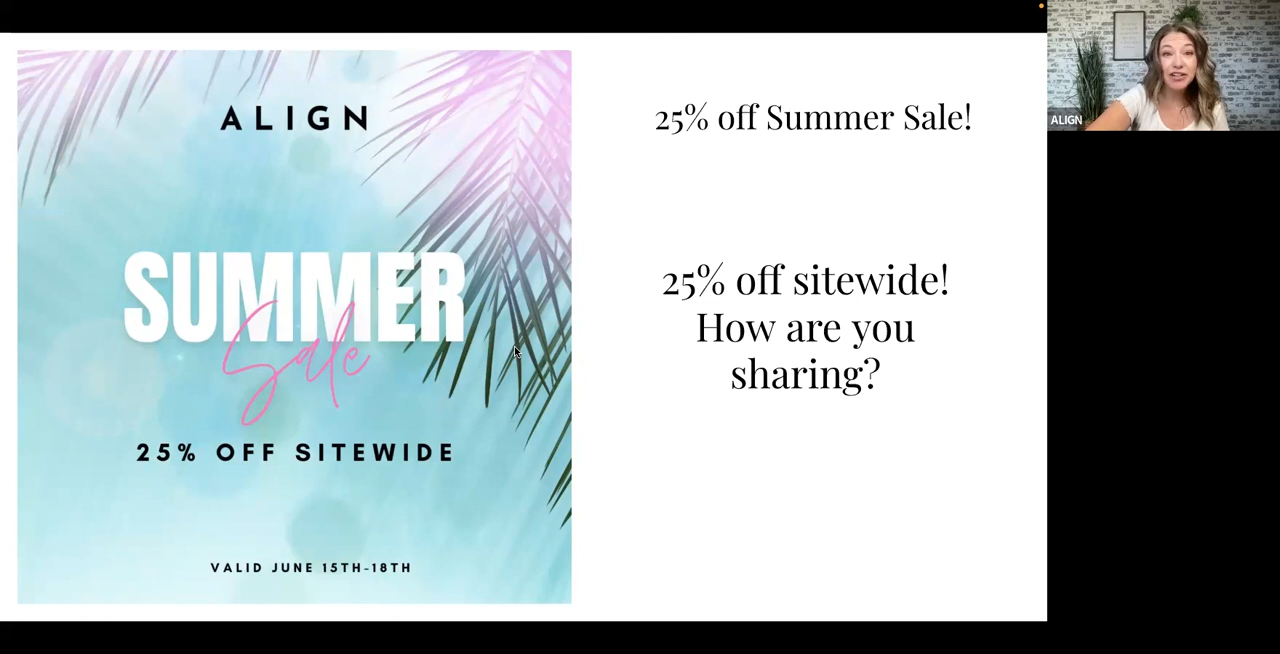 ALIGN
SUMMER
Sale
25% OFF SITEWIDE
VALID JUNE 15TH-18TH
25% off Summer Sale!
25% off sitewide!
How are you
sharing?
ALIGN